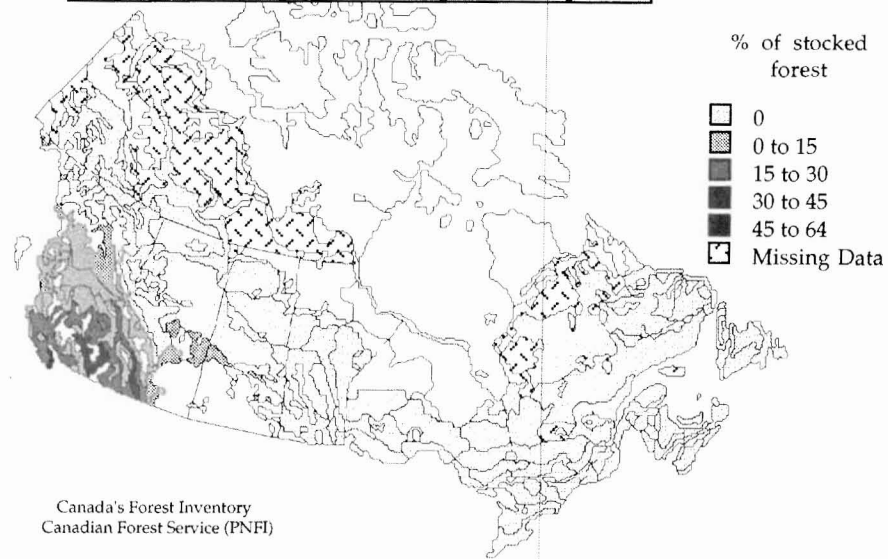 % of stocked
forest
0
0 to 15
15 to 30
30 to 45
45 to 64
Missing Data
Canada's Forest Inventory
Canadian Forest Service (PNFI)